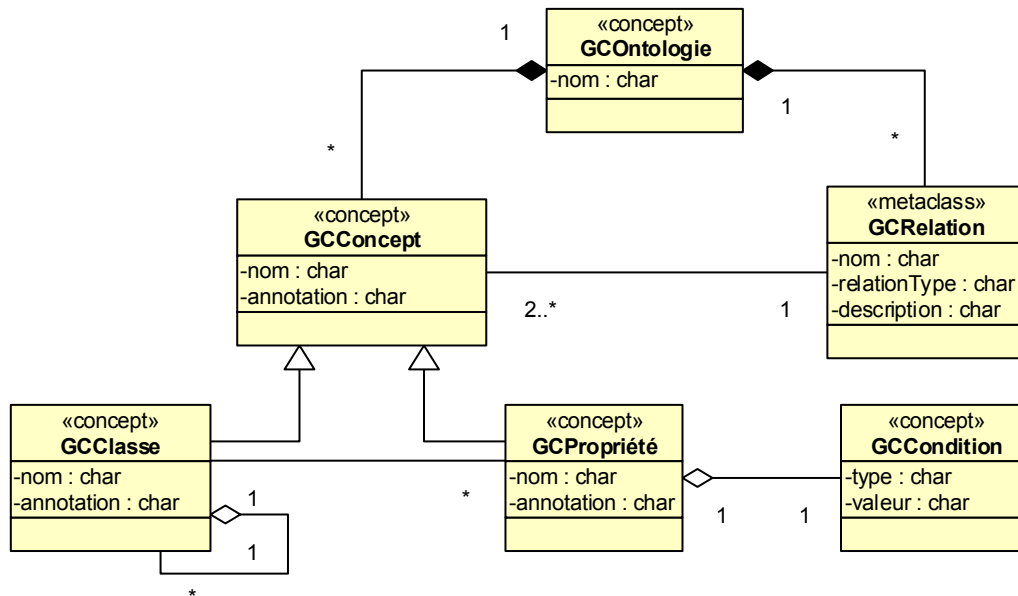 «concept»
GCOntologie
-nom : char
1
1
*
*
«concept»
GCConcept
-nom : char
-annotation : char
«metaclass»
GCRelation
-nom : char
-relationType : char
-description : char
2..*
1
«concept»
GCClasse
-nom : char
-annotation : char
1
1
*
*
«concept»
GCPropriété
-nom : char
-annotation : char
1
1
«concept»
GCCondition
-type : char
-valeur : char